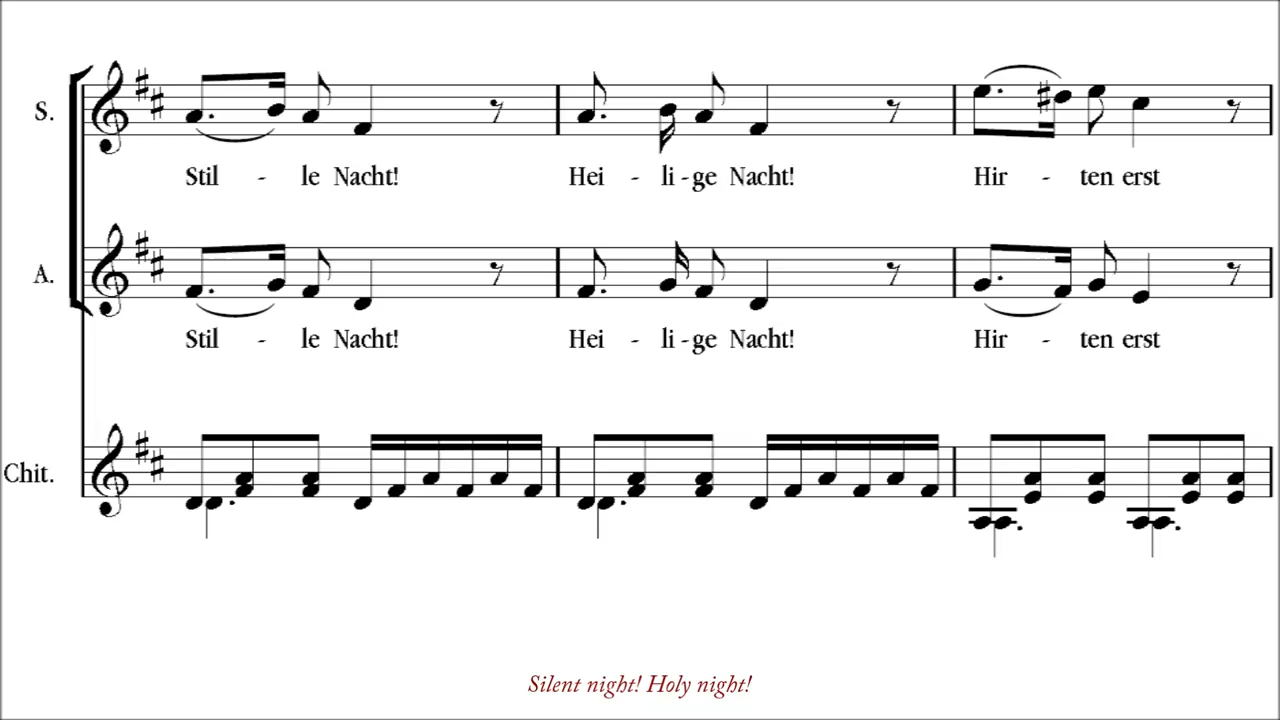 S.
Stil - le Nacht! Hei - li - ge Nacht! Hir - ten erst
A.
Stil - le Nacht! Hei - li - ge Nacht! Hir - ten erst
Chit.
Silent night! Holy night!